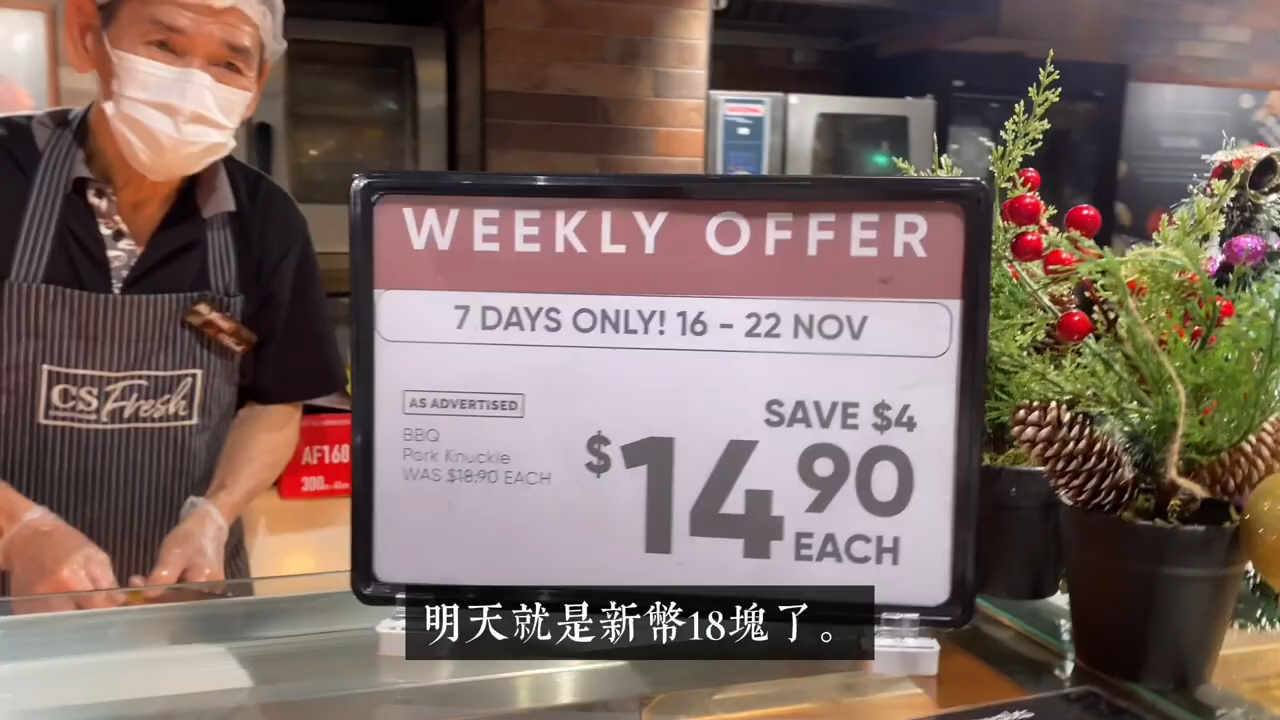 WEEKLY OFFER
7 DAYS ONLY! 16 - 22 NOV
AS ADVERTISED
BBQ
Pork Knuckle
WAS $18.90 EACH
SAVE $4
$14.90
EACH
CS Fresh
AF168
明天就是新幣18塊了。